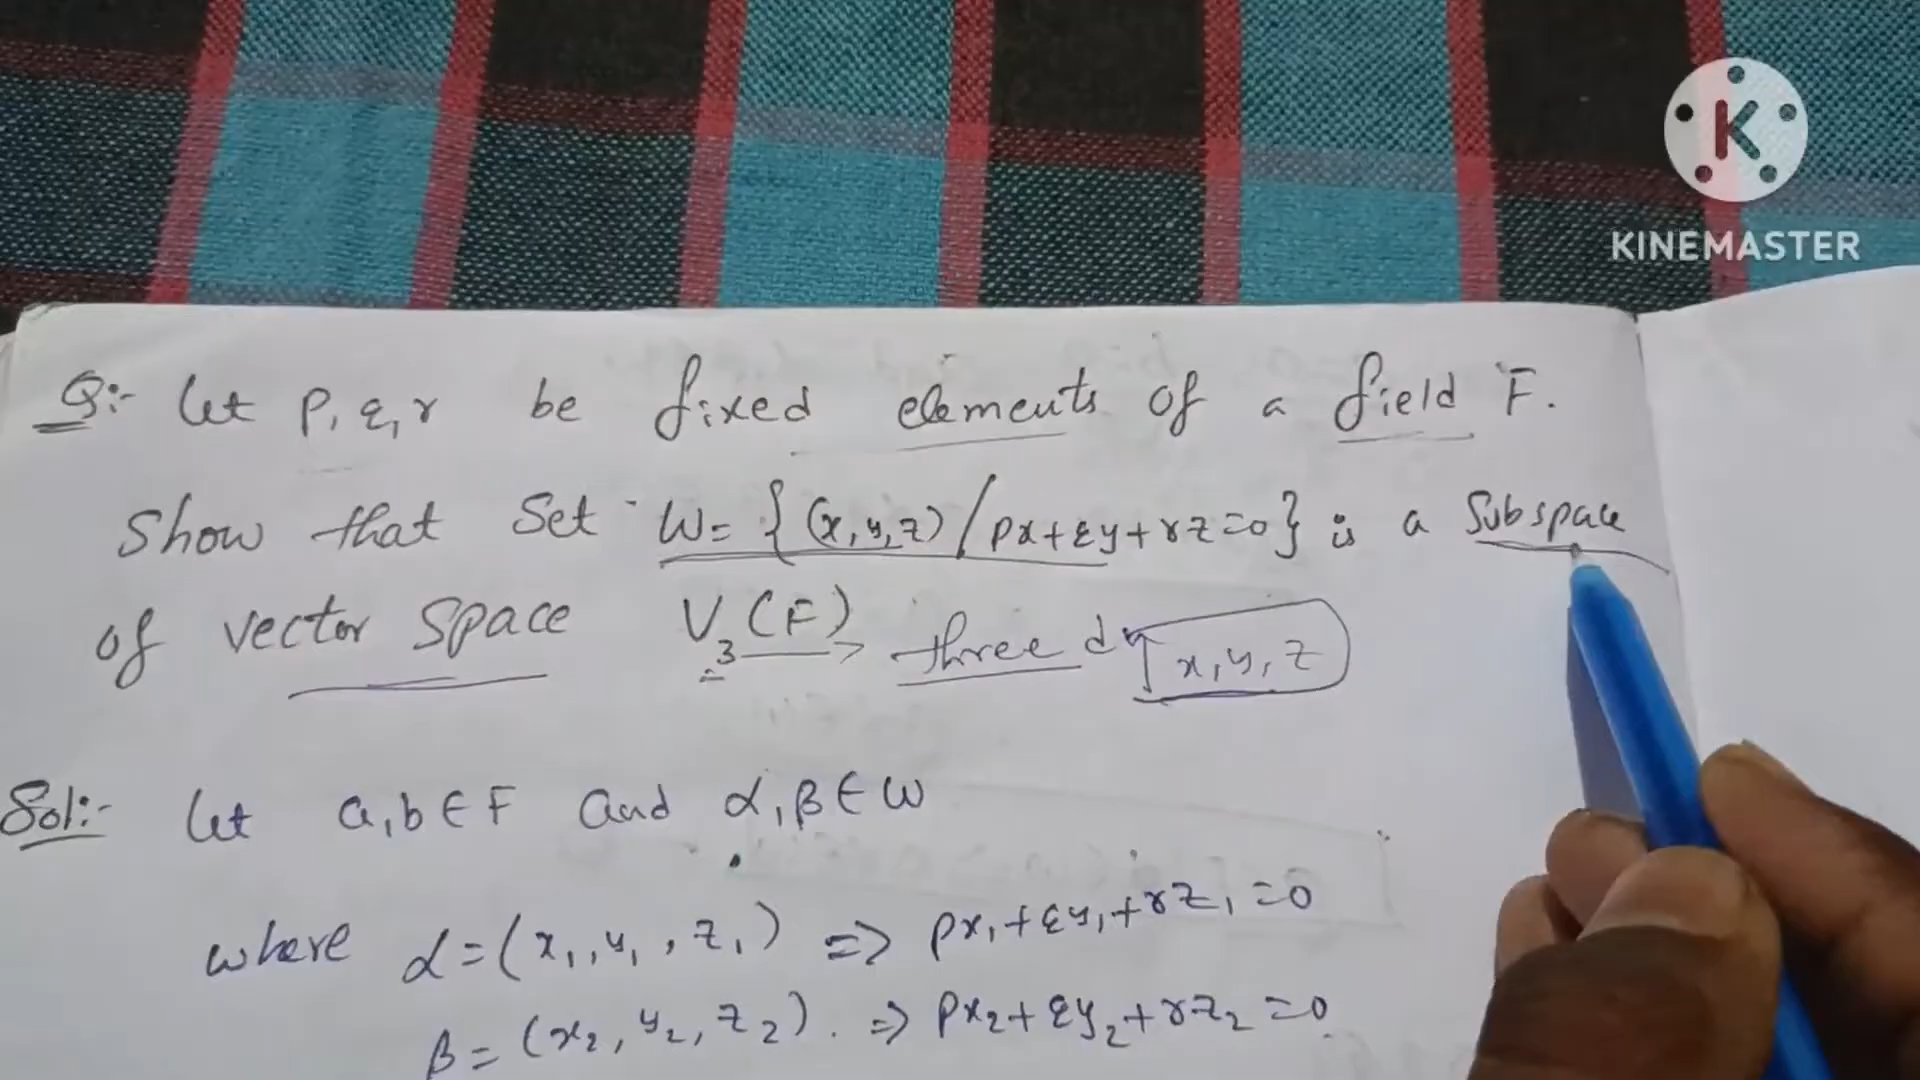 K
KINEMASTER
Q:- Let p, q, r be fixed elements of a field F.
Show that set W = {(x, y, z) / px + qy + rz = 0} is a subspace
of vector space V₃(F) three d x, y, z
Sol:- Let a, b ∈ F and α, β ∈ W
where α = (x₁, y₁, z₁) => px₁ + qy₁ + rz₁ = 0
β = (x₂, y₂, z₂). => px₂ + qy₂ + rz₂ = 0